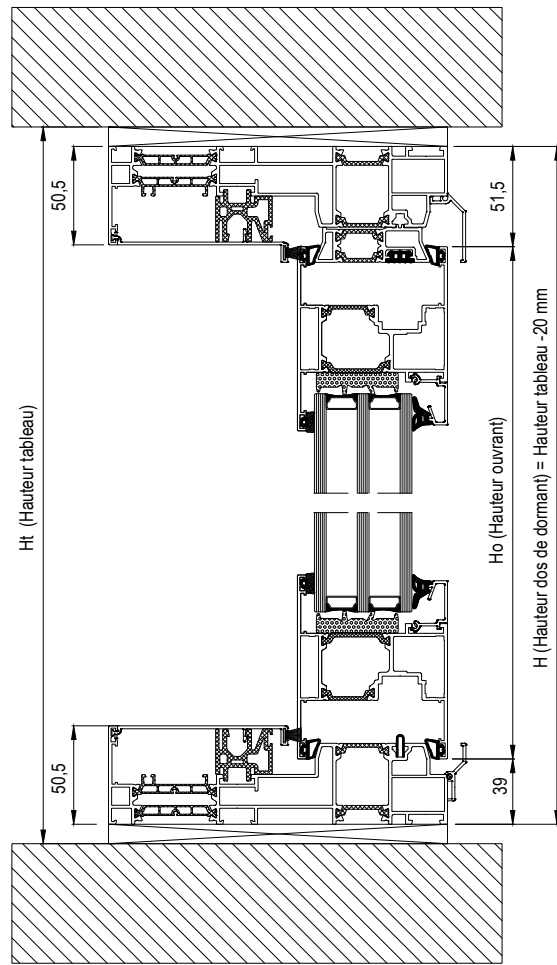 Ht (Hauteur tableau)
50,5
50,5
51,5
39
Ho (Hauteur ouvrant)
H (Hauteur dos de dormant) = Hauteur tableau -20 mm